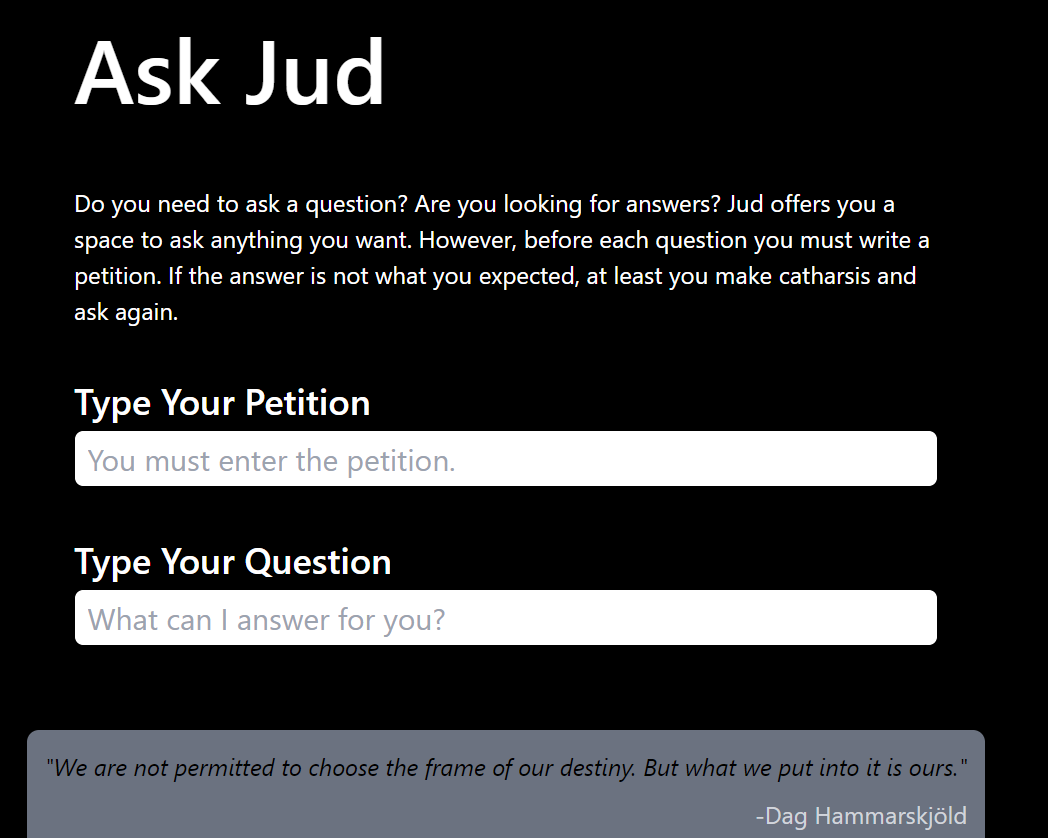 Ask Jud
Do you need to ask a question? Are you looking for answers? Jud offers you a
space to ask anything you want. However, before each question you must write a
petition. If the answer is not what you expected, at least you make catharsis and
ask again.
Type Your Petition
You must enter the petition.
Type Your Question
What can I answer for you?
"We are not permitted to choose the frame of our destiny. But what we put into it is ours."
-Dag Hammarskjöld